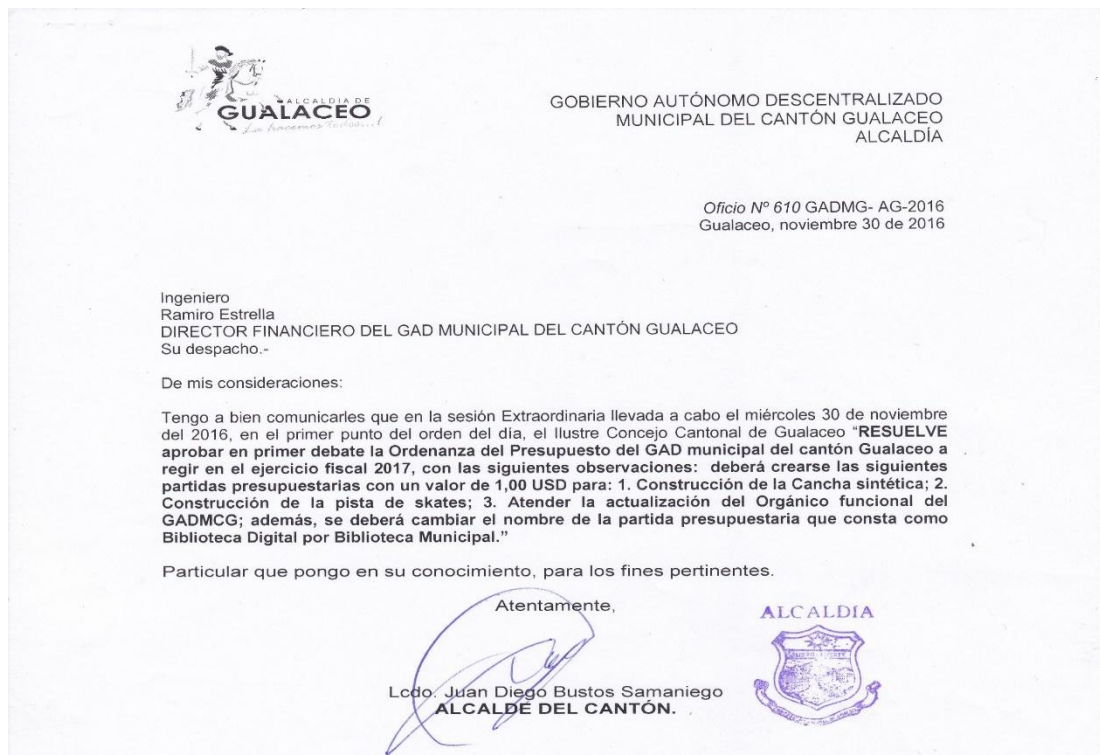 ALCALDÍA DE
GUALACEO
Lo hacemos todos...!
GOBIERNO AUTÓNOMO DESCENTRALIZADO
MUNICIPAL DEL CANTÓN GUALACEO
ALCALDÍA
Oficio Nº 610 GADMG- AG-2016
Gualaceo, noviembre 30 de 2016
Ingeniero
Ramiro Estrella
DIRECTOR FINANCIERO DEL GAD MUNICIPAL DEL CANTÓN GUALACEO
Su despacho.-
De mis consideraciones:
Tengo a bien comunicarles que en la sesión Extraordinaria llevada a cabo el miércoles 30 de noviembre
del 2016, en el primer punto del orden del día, el Ilustre Concejo Cantonal de Gualaceo “RESUELVE
aprobar en primer debate la Ordenanza del Presupuesto del GAD municipal del cantón Gualaceo a
regir en el ejercicio fiscal 2017, con las siguientes observaciones: deberá crearse las siguientes
partidas presupuestarias con un valor de 1,00 USD para: 1. Construcción de la Cancha sintética; 2.
Construcción de la pista de skates; 3. Atender la actualización del Orgánico funcional del
GADMCG; además, se deberá cambiar el nombre de la partida presupuestaria que consta como
Biblioteca Digital por Biblioteca Municipal.”
Particular que pongo en su conocimiento, para los fines pertinentes.
Atentamente,
ALCALDIA
Lcdo. Juan Diego Bustos Samaniego
ALCALDE DEL CANTÓN.